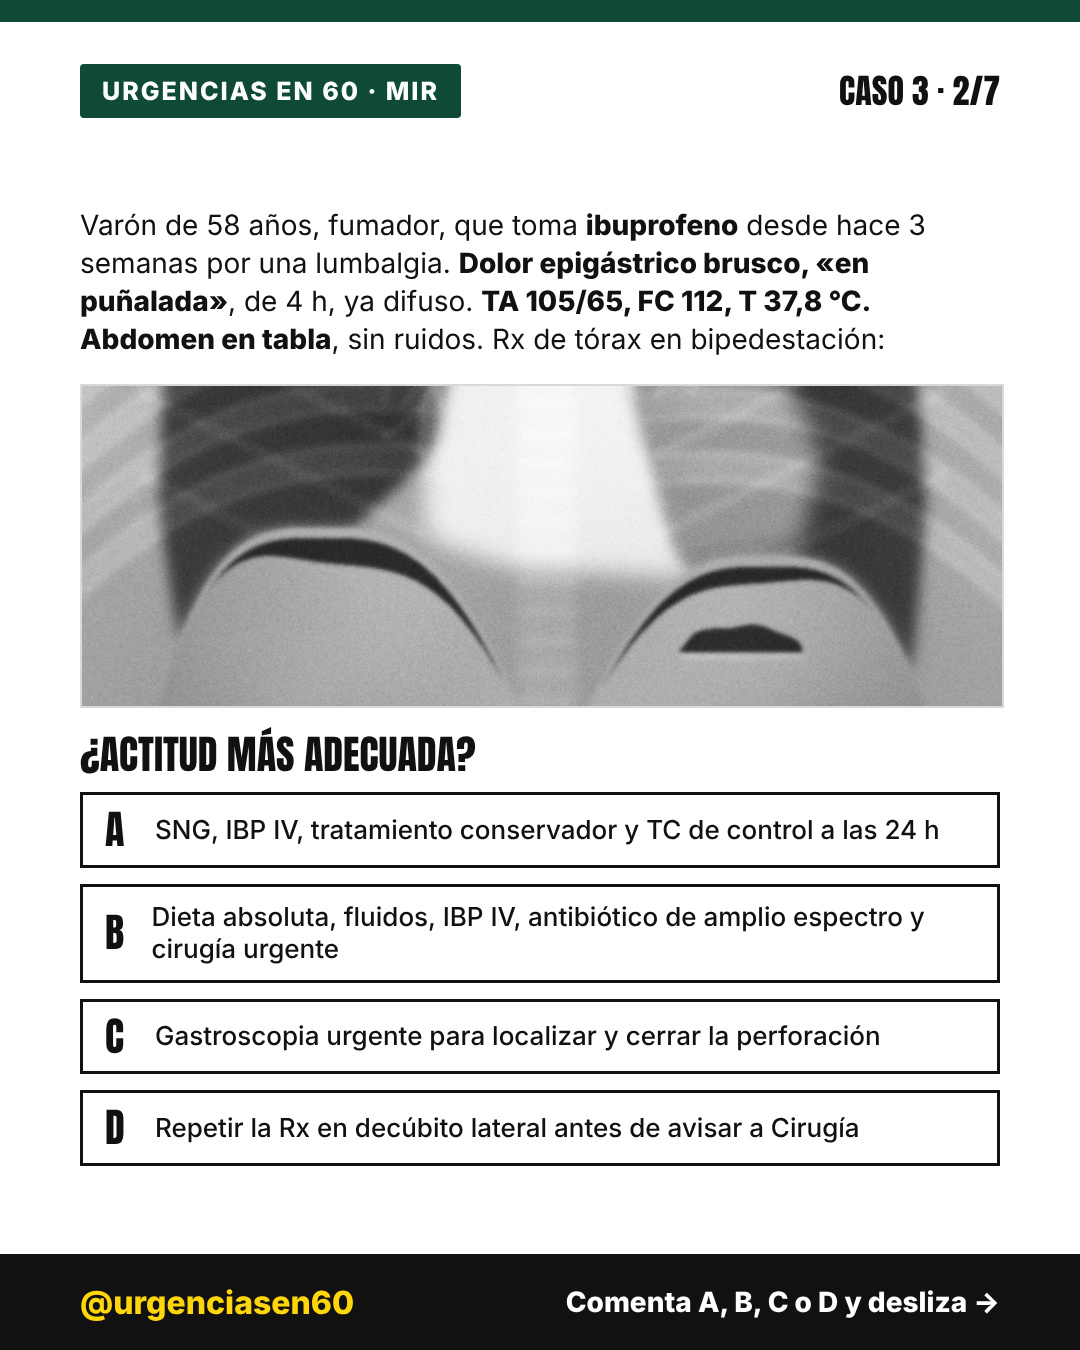 URGENCIAS EN 60 · MIR
CASO 3 · 2/7
Varón de 58 años, fumador, que toma ibuprofeno desde hace 3
semanas por una lumbalgia. Dolor epigástrico brusco, «en
puñalada», de 4 h, ya difuso. TA 105/65, FC 112, T 37,8 °C.
Abdomen en tabla, sin ruidos. Rx de tórax en bipedestación:
¿ACTITUD MÁS ADECUADA?
A SNG, IBP IV, tratamiento conservador y TC de control a las 24 h
B Dieta absoluta, fluidos, IBP IV, antibiótico de amplio espectro y
cirugía urgente
C Gastroscopia urgente para localizar y cerrar la perforación
D Repetir la Rx en decúbito lateral antes de avisar a Cirugía
@urgenciasen60
Comenta A, B, C o D y desliza →